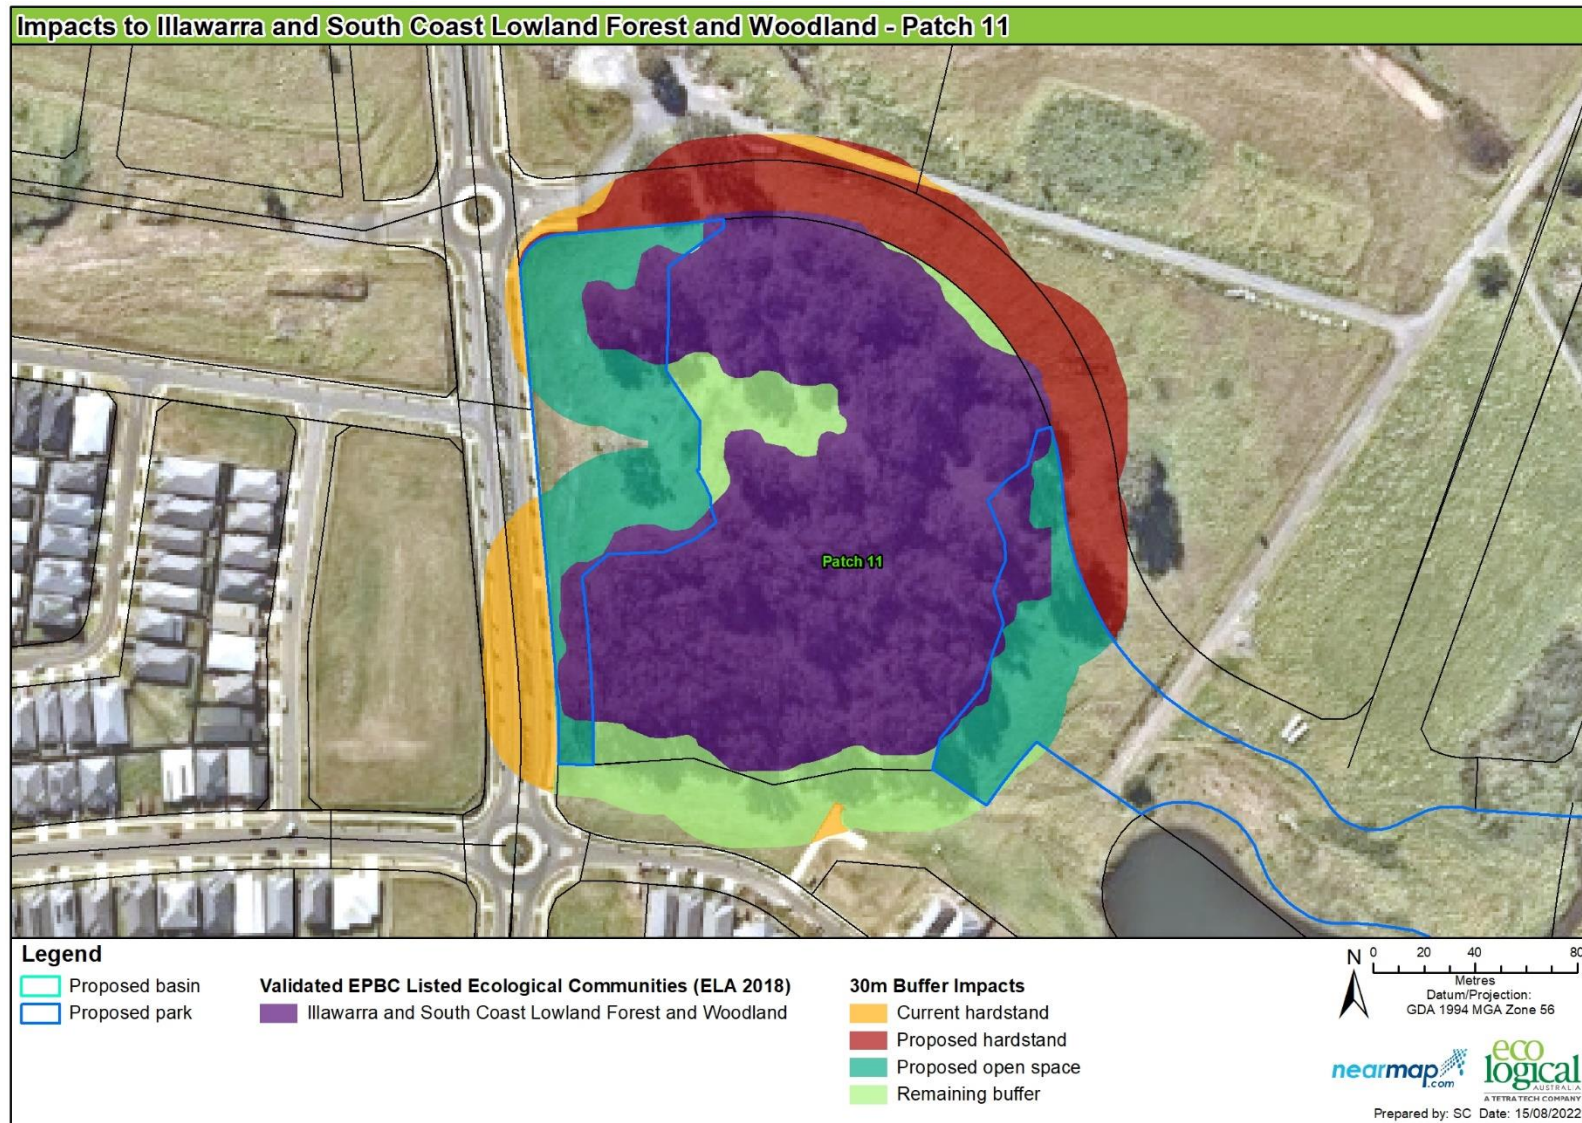 Impacts to Illawarra and South Coast Lowland Forest and Woodland - Patch 11
Patch 11
Legend
Proposed basin
Proposed park
Validated EPBC Listed Ecological Communities (ELA 2018)
Illawarra and South Coast Lowland Forest and Woodland
30m Buffer Impacts
Current hardstand
Proposed hardstand
Proposed open space
Remaining buffer
N
0 20 40 80
Metres
Datum/Projection:
GDA 1994 MGA Zone 56
nearmap
.com
eco
logical
AUSTRALIA
A TETRA TECH COMPANY
Prepared by: SC Date: 15/08/2022